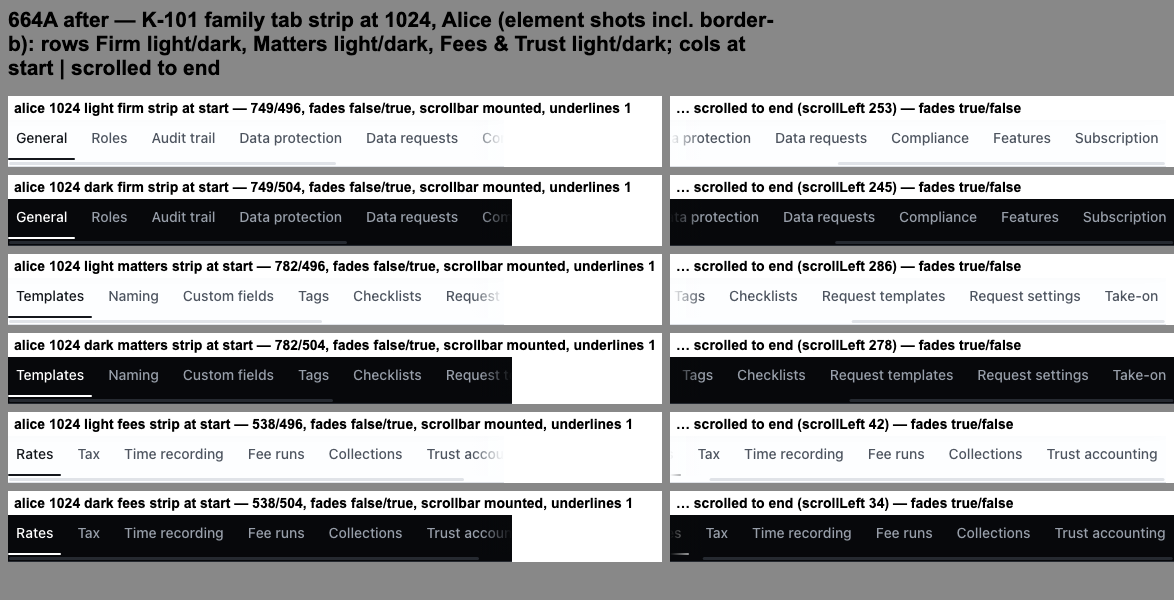 664A after — K-101 family tab strip at 1024, Alice (element shots incl. border-
b): rows Firm light/dark, Matters light/dark, Fees & Trust light/dark; cols at
start | scrolled to end
alice 1024 light firm strip at start — 749/496, fades false/true, scrollbar mounted, underlines 1
General Roles Audit trail Data protection Data requests Co
... scrolled to end (scrollLeft 253) — fades true/false
a protection Data requests Compliance Features Subscription
alice 1024 dark firm strip at start — 749/504, fades false/true, scrollbar mounted, underlines 1
General Roles Audit trail Data protection Data requests Com
... scrolled to end (scrollLeft 245) — fades true/false
ta protection Data requests Compliance Features Subscription
alice 1024 light matters strip at start — 782/496, fades false/true, scrollbar mounted, underlines 1
Templates Naming Custom fields Tags Checklists Request
... scrolled to end (scrollLeft 286) — fades true/false
Tags Checklists Request templates Request settings Take-on
alice 1024 dark matters strip at start — 782/504, fades false/true, scrollbar mounted, underlines 1
Templates Naming Custom fields Tags Checklists Request t
... scrolled to end (scrollLeft 278) — fades true/false
Tags Checklists Request templates Request settings Take-on
alice 1024 light fees strip at start — 538/496, fades false/true, scrollbar mounted, underlines 1
Rates Tax Time recording Fee runs Collections Trust accou
... scrolled to end (scrollLeft 42) — fades true/false
Tax Time recording Fee runs Collections Trust accounting
alice 1024 dark fees strip at start — 538/504, fades false/true, scrollbar mounted, underlines 1
Rates Tax Time recording Fee runs Collections Trust accoun
... scrolled to end (scrollLeft 34) — fades true/false
s Tax Time recording Fee runs Collections Trust accounting